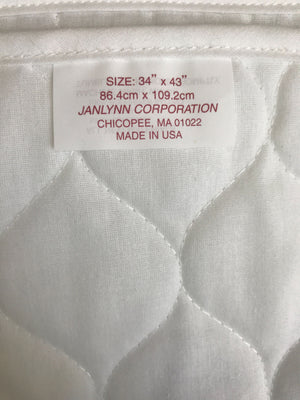 SIZE: 34" x 43"
86.4cm x 109.2cm
JANLYNN CORPORATION
CHICOPEE, MA 01022
MADE IN USA